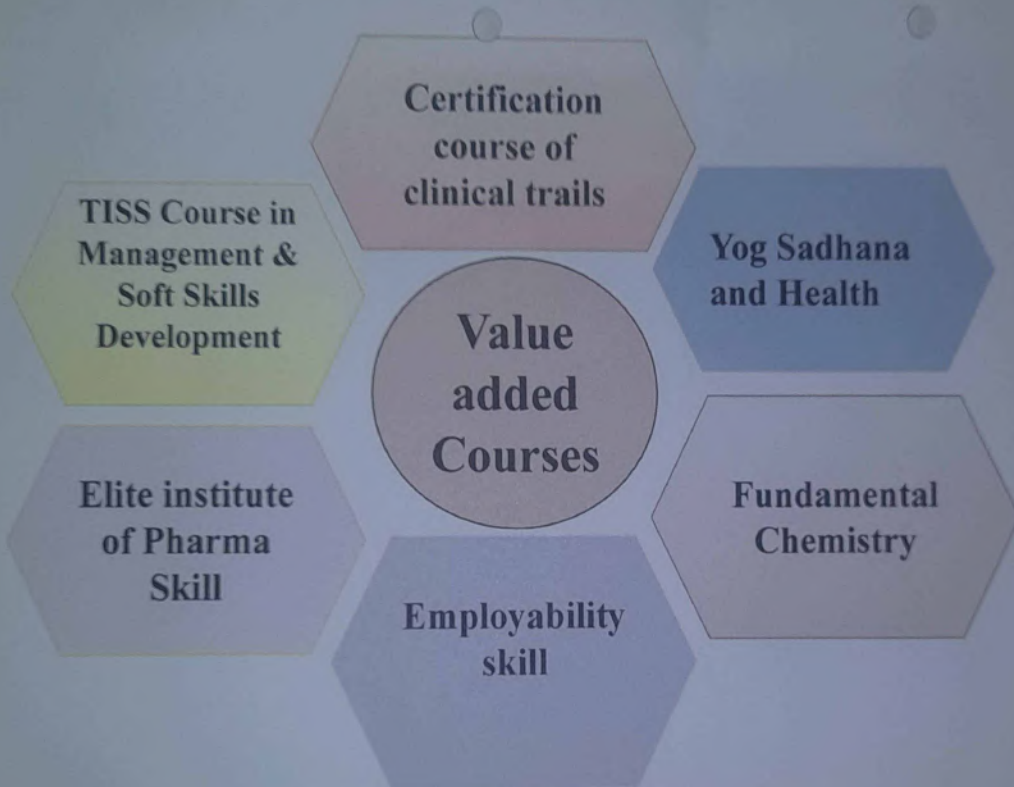 Certification
course of
clinical trails
TISS Course in
Management &
Soft Skills
Development
Yog Sadhana
and Health
Value
added
Courses
Elite institute
of Pharma
Skill
Fundamental
Chemistry
Employability
skill